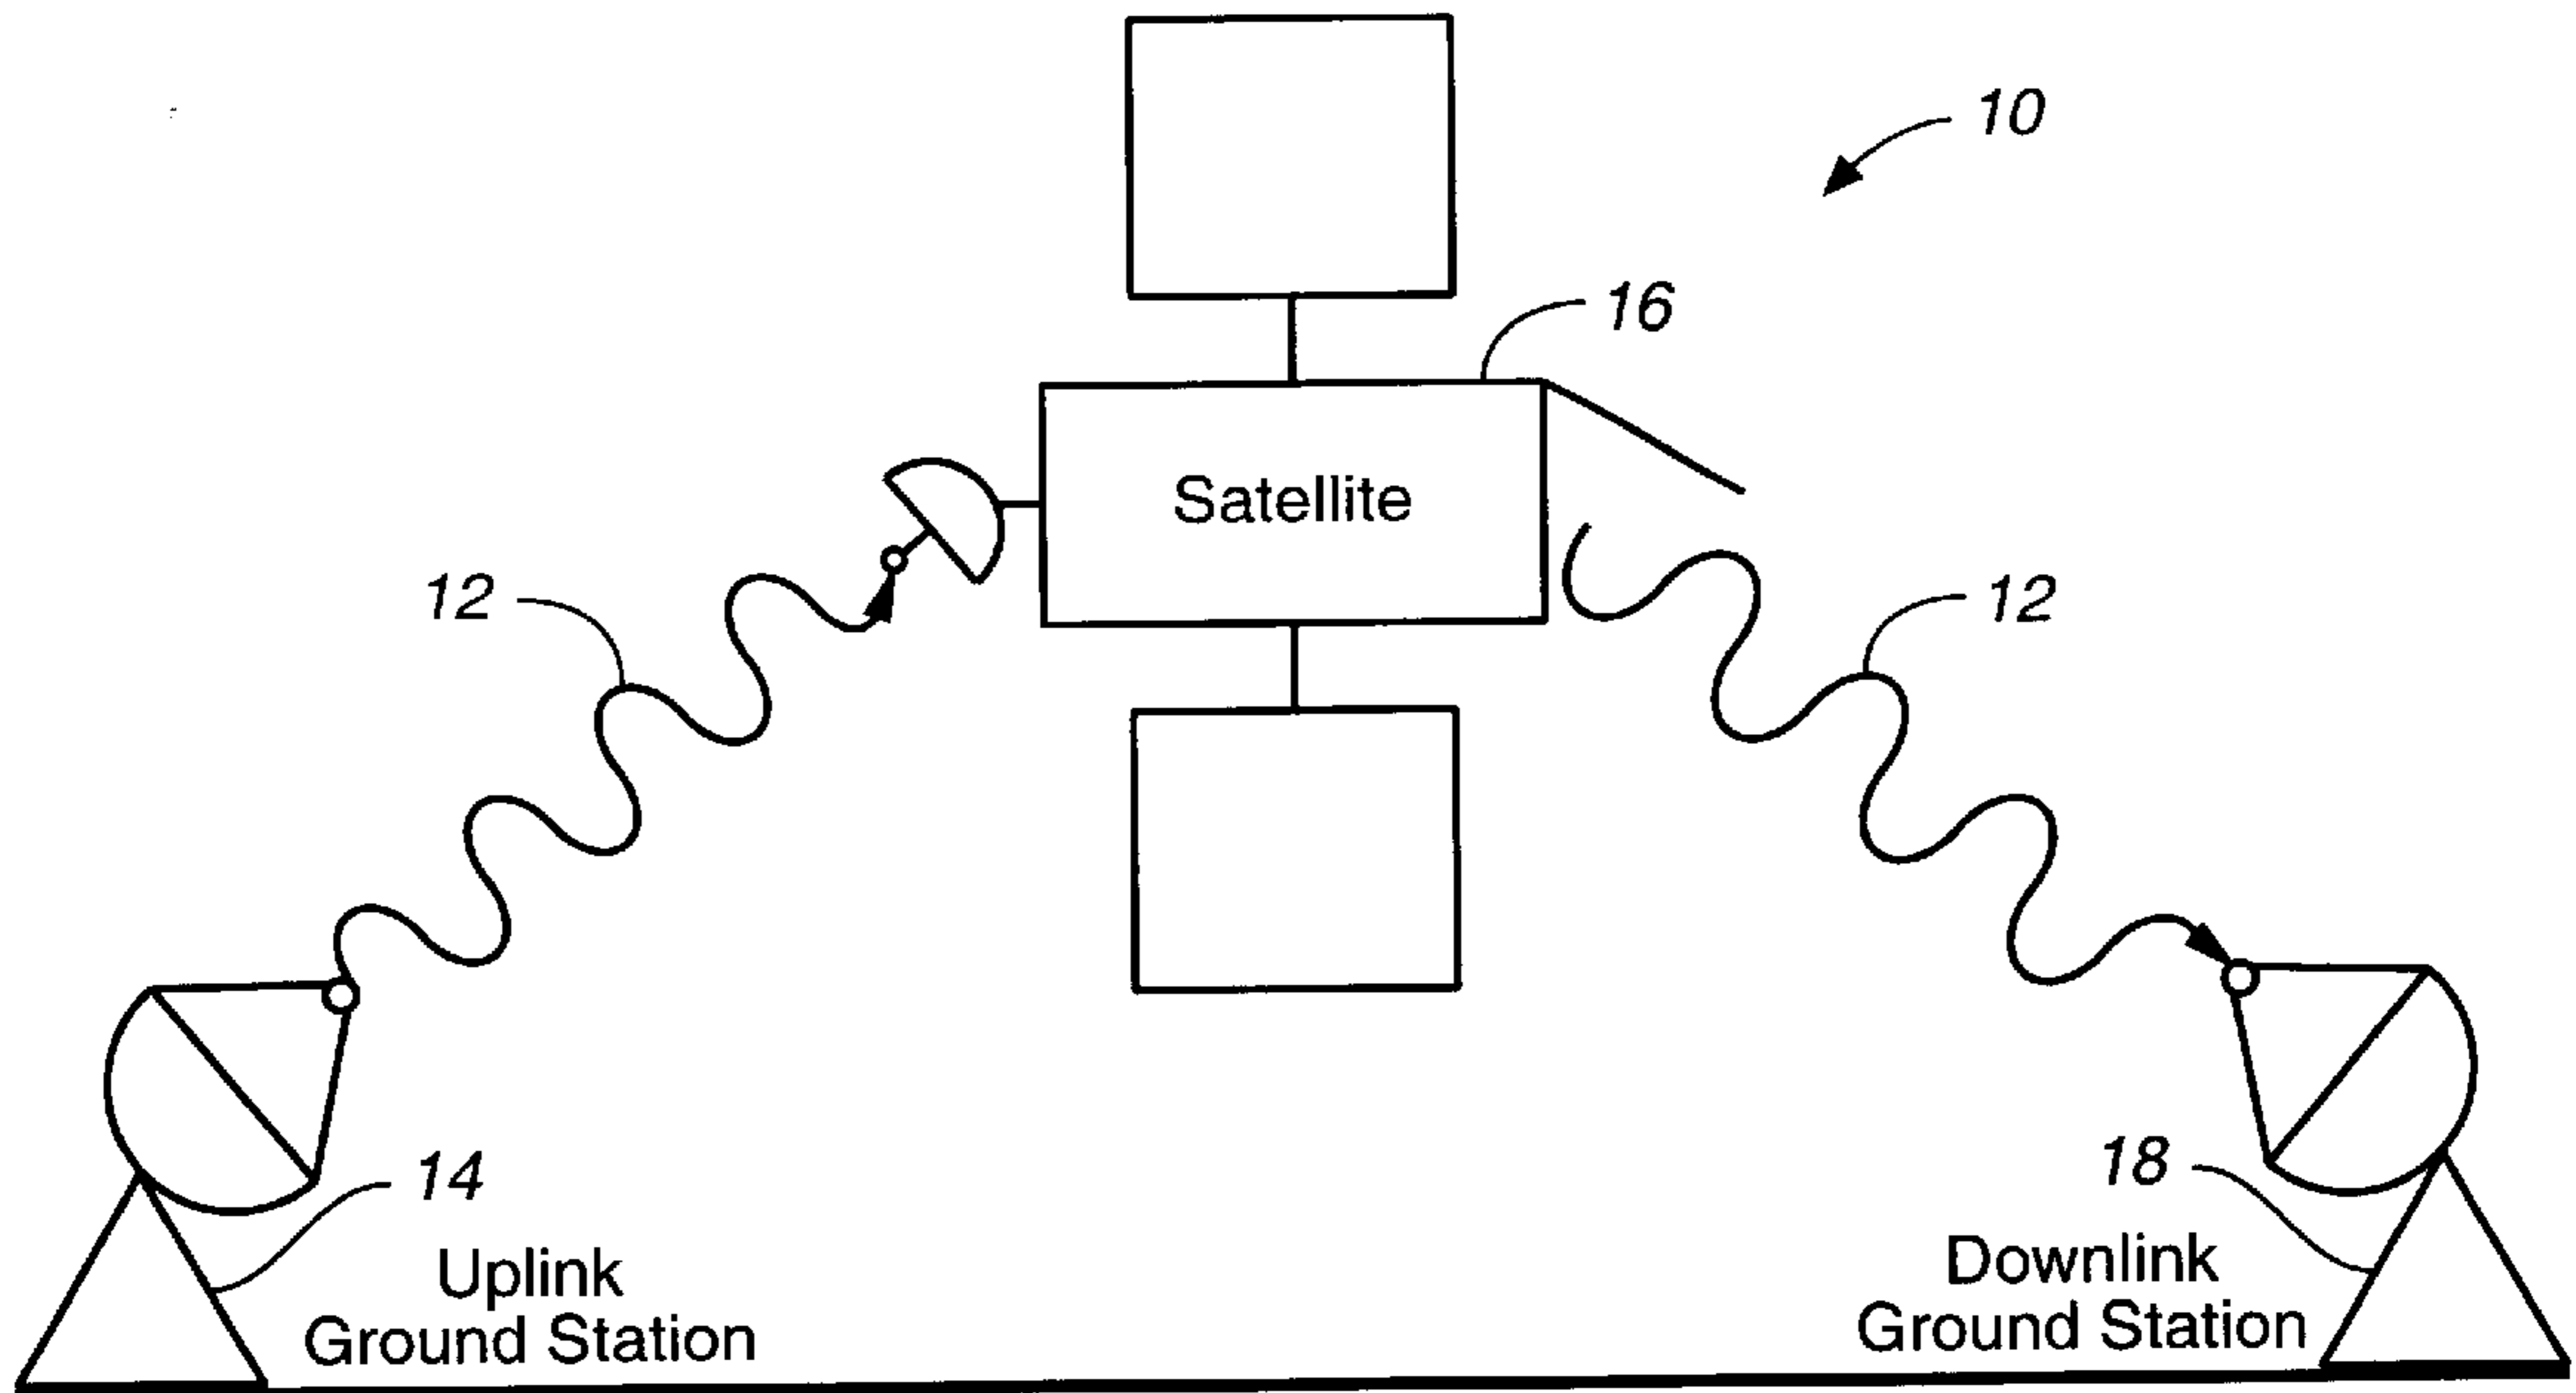 10
16
Satellite
12
12
14
18
Uplink
Ground Station
Downlink
Ground Station